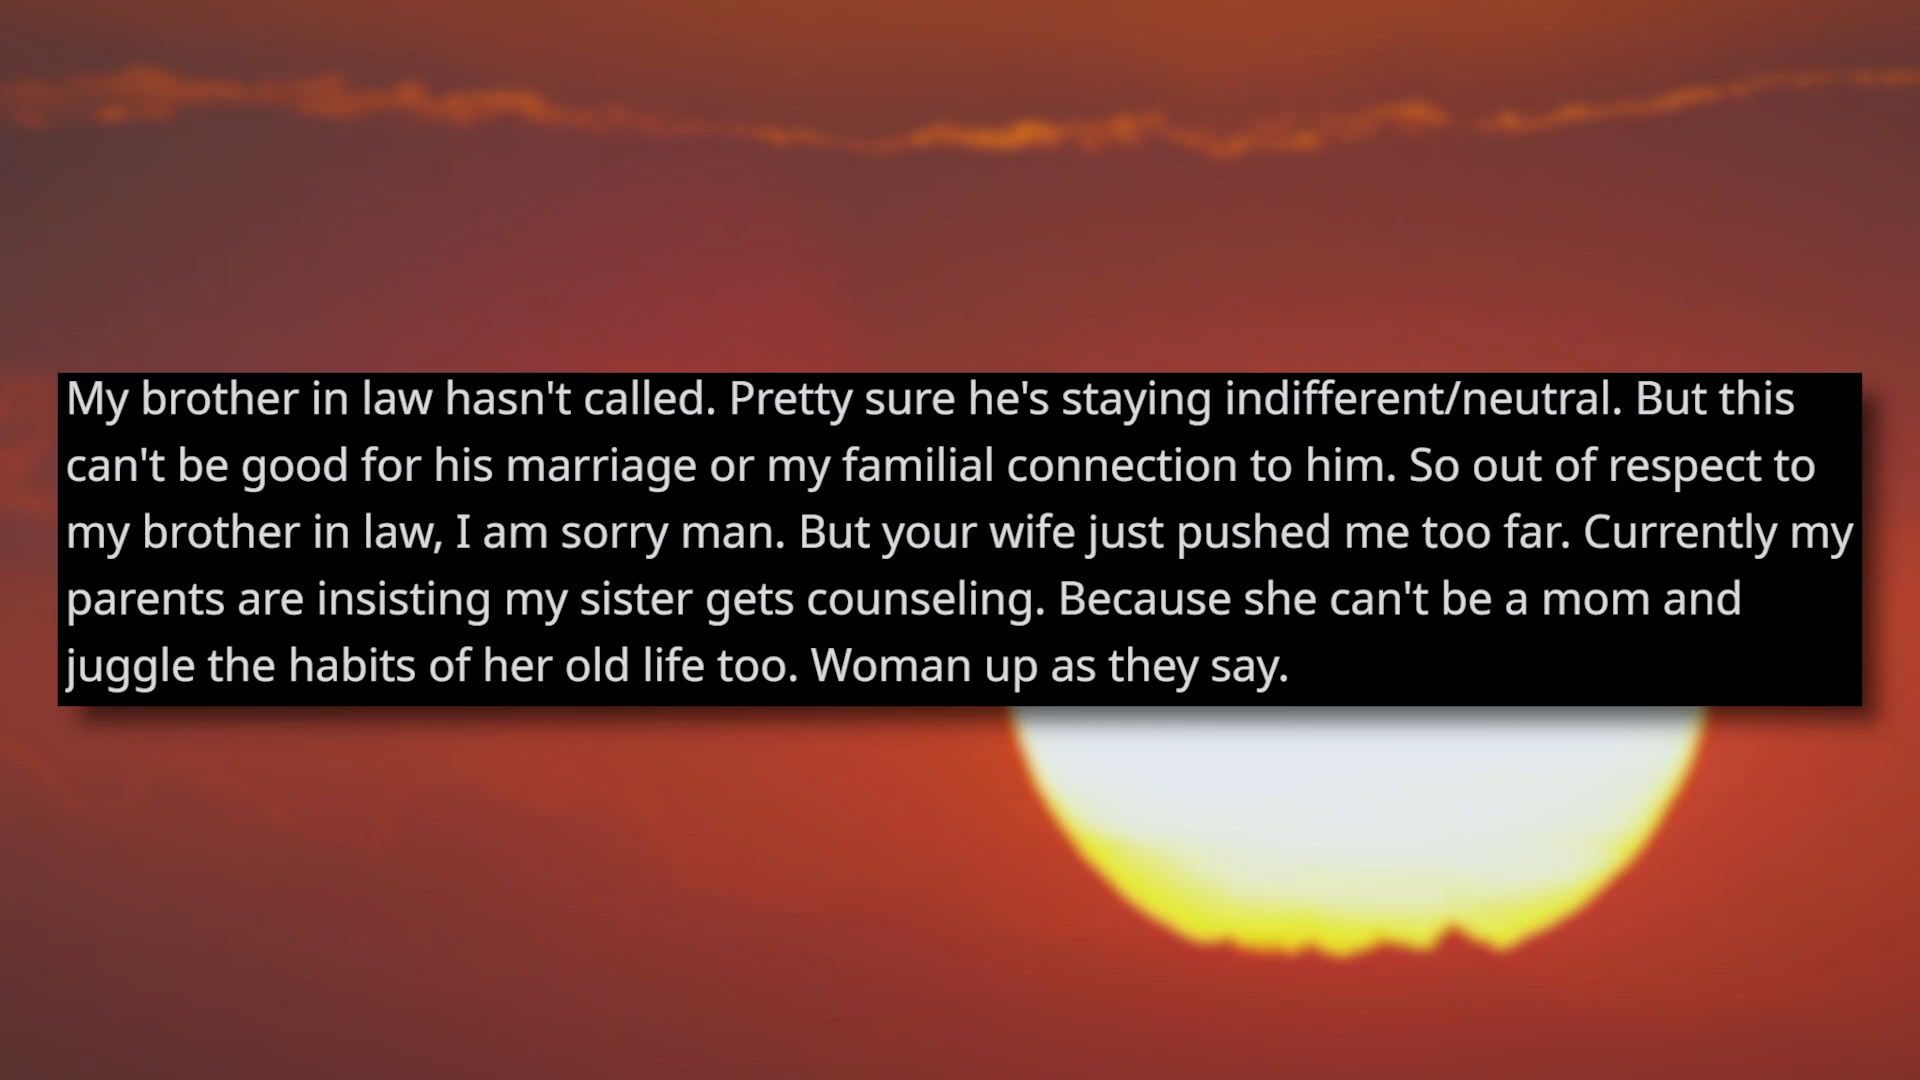 My brother in law hasn't called. Pretty sure he's staying indifferent/neutral. But this
can't be good for his marriage or my familial connection to him. So out of respect to
my brother in law, I am sorry man. But your wife just pushed me too far. Currently my
parents are insisting my sister gets counseling. Because she can't be a mom and
juggle the habits of her old life too. Woman up as they say.